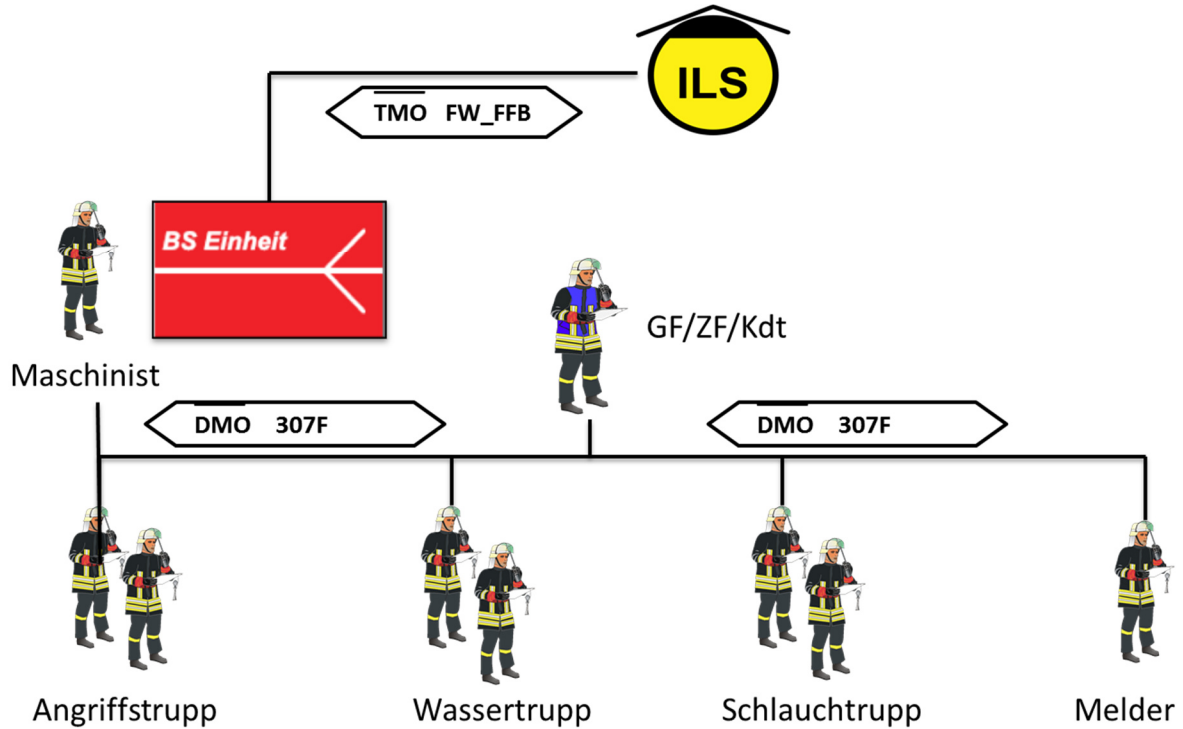 ILS
TMO FW_FFB
BS Einheit
GF/ZF/Kdt
Maschinist
DMO 307F
DMO 307F
Angriffstrupp
Wassertrupp
Schlauchtrupp
Melder